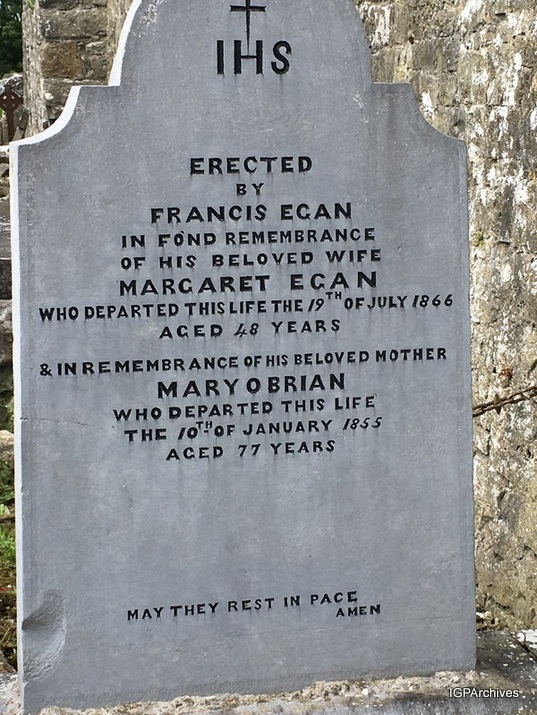 IHS
ERECTED
BY
FRANCIS EGAN
IN FOND REMEMBRANCE
OF HIS BELOVED WIFE
MARGARET EGAN
WHO DEPARTED THIS LIFE THE 19TH OF JULY 1866
AGED 48 YEARS
& IN REMEMBRANCE OF HIS BELOVED MOTHER
MARY OBRIAN
WHO DEPARTED THIS LIFE
THE 10TH OF JANUARY 1855
AGED 77 YEARS
MAY THEY REST IN PACE
AMEN
IGPArchives